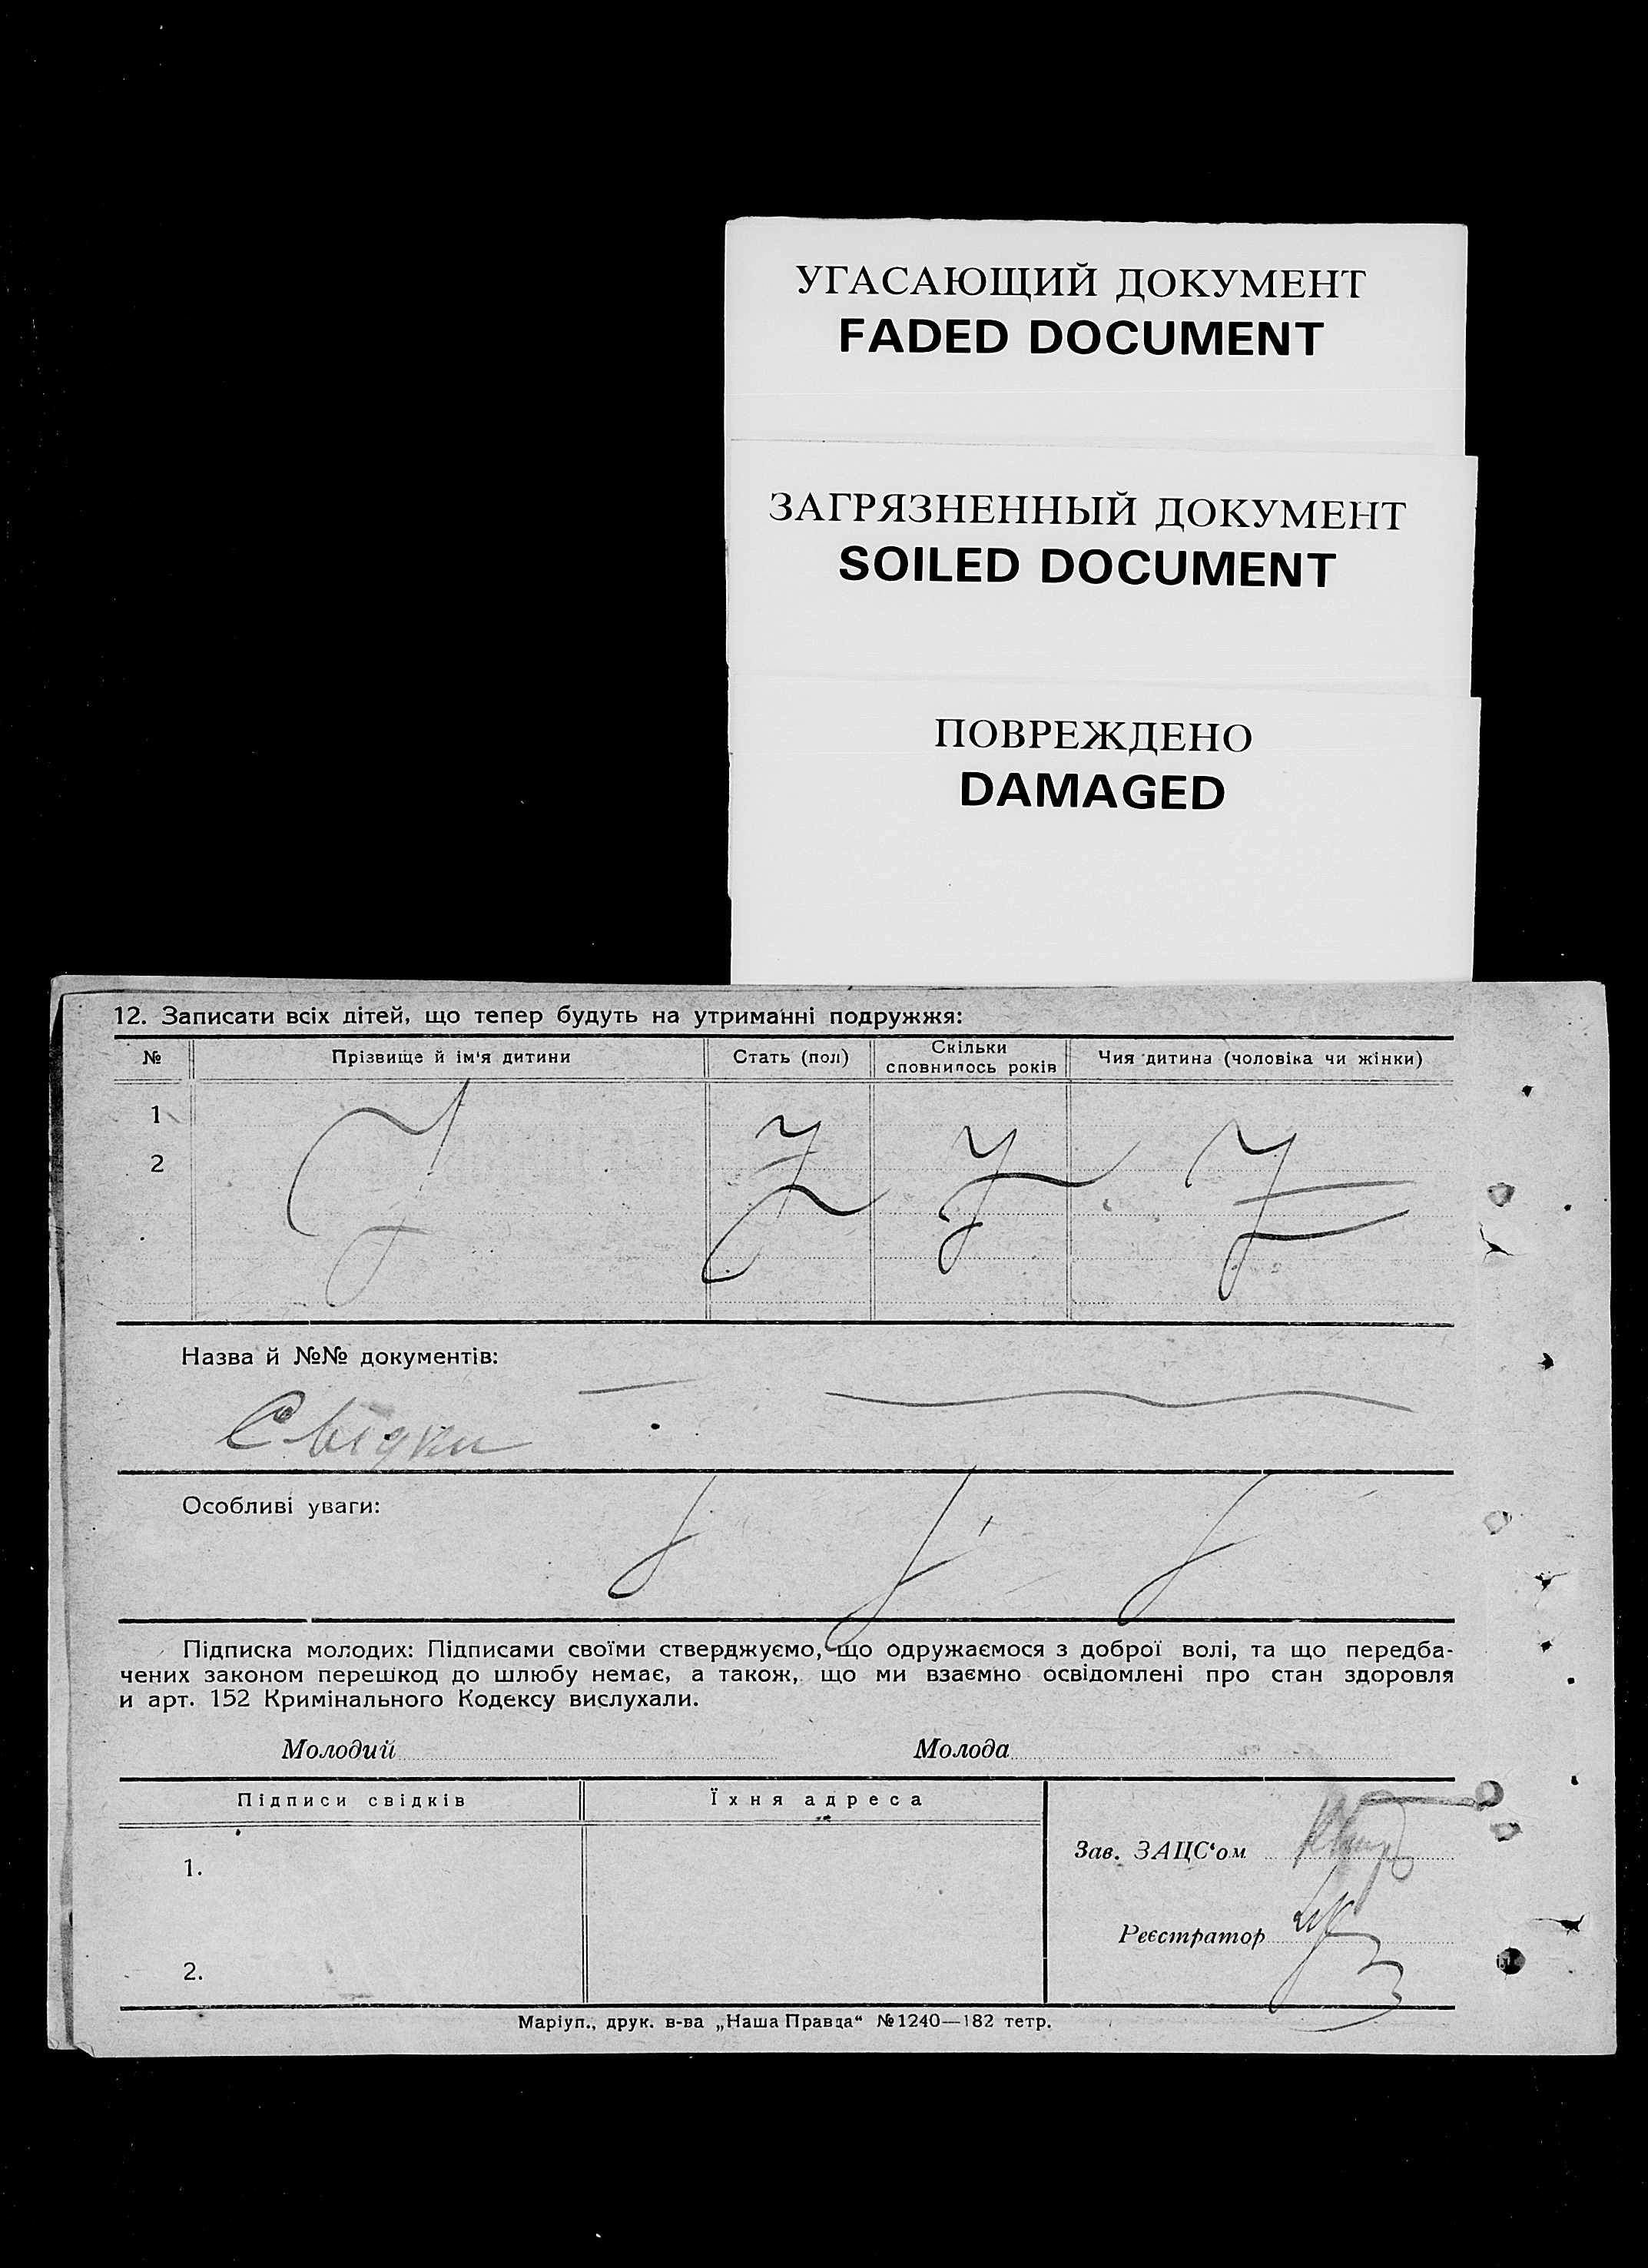 УГАСАЮЩИЙ ДОКУМЕНТ
FADED DOCUMENT
ЗАГРЯЗНЕННЫЙ ДОКУМЕНТ
SOILED DOCUMENT
ПОВРЕЖДЕНО
DAMAGED
12. Записати всіх дітей, що тепер будуть на утриманні подружжя:
№ Прізвище й ім'я дитини Стать (пол) Скільки сповнилось років Чия дитина (чоловіка чи жінки)
1
2
Назва й №№ документів:
Свідки
Особливі уваги:
Підписка молодих: Підписами своїми стверджуємо, що одружаємося з доброї волі, та що передба-
чених законом перешкод до шлюбу немає, а також, що ми взаємно освідомлені про стан здоровля
и арт. 152 Кримінального Кодексу вислухали.
Молодий Молода
Підписи свідків Їхня адреса
Зав. ЗАЦС'ом
1.
Реєстратор
2.
Маріуп., друк. в-ва „Наша Правда“ №1240—182 тетр.